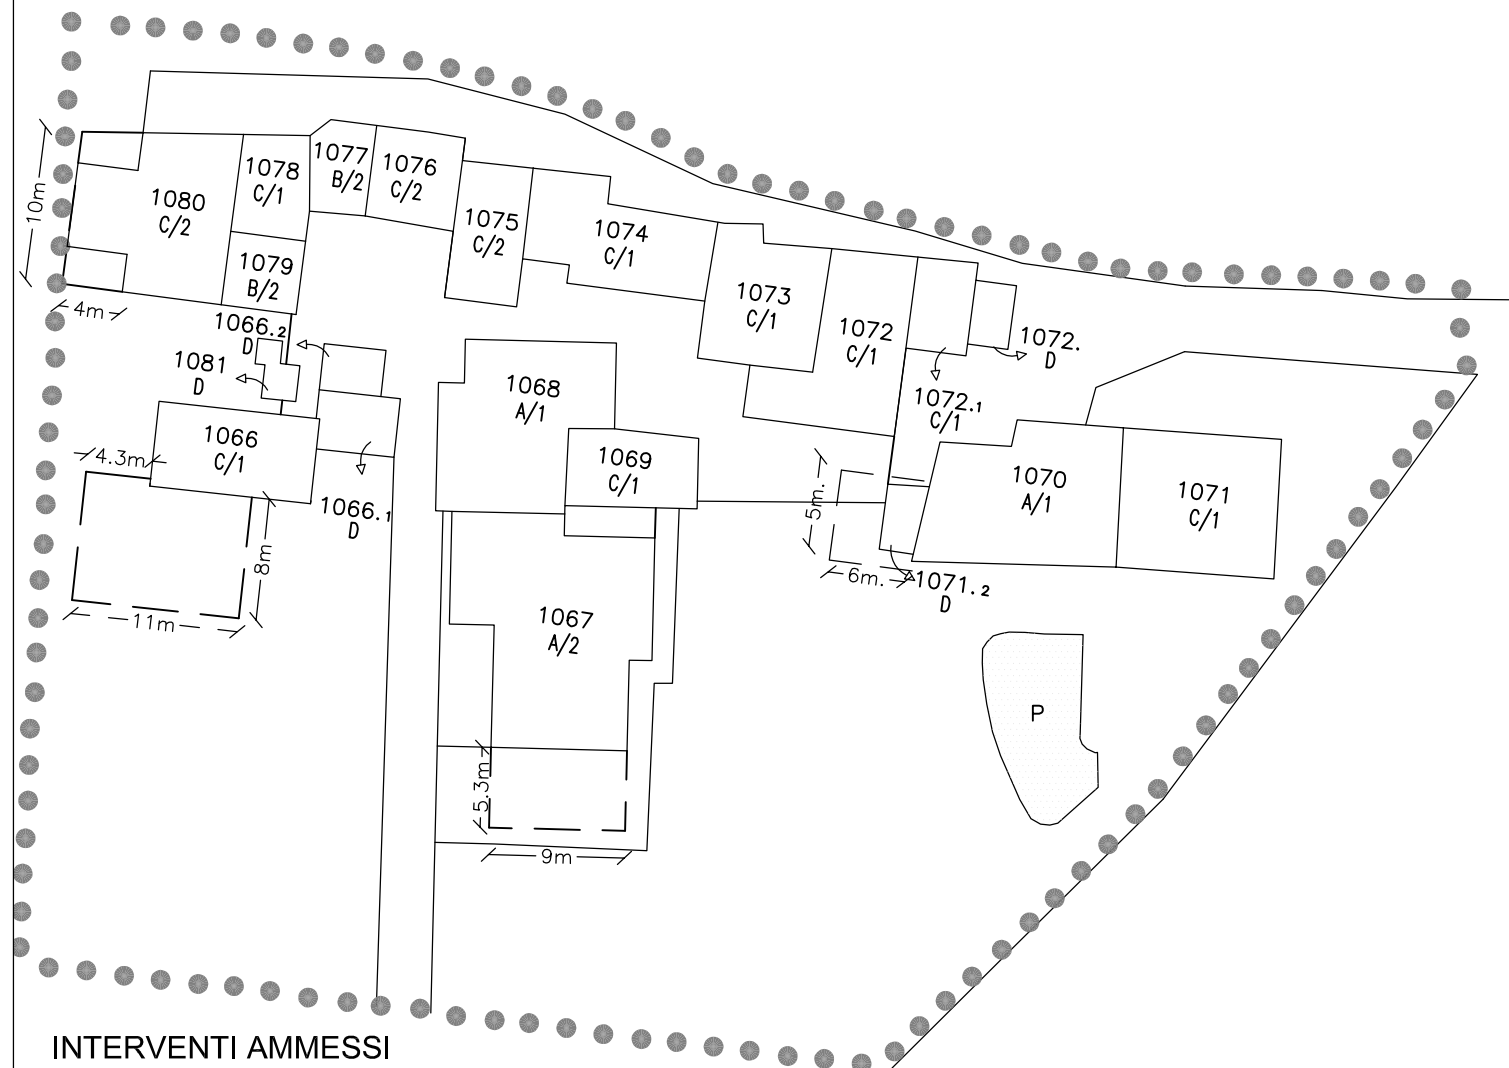 1077
B/2
1076
C/2
1078
C/1
1080
C/2
10m
1075
C/2
1074
C/1
1079
B/2
1073
C/1
4m
1066.2
D
1072
C/1
1072.
D
1081
D
1068
A/1
1072.1
C/1
1066
C/1
4.3m
1069
C/1
1070
A/1
1071
C/1
5m.
1066.1
D
8m
6m.
1071.2
D
11m
1067
A/2
P
5.3m
9m
INTERVENTI AMMESSI